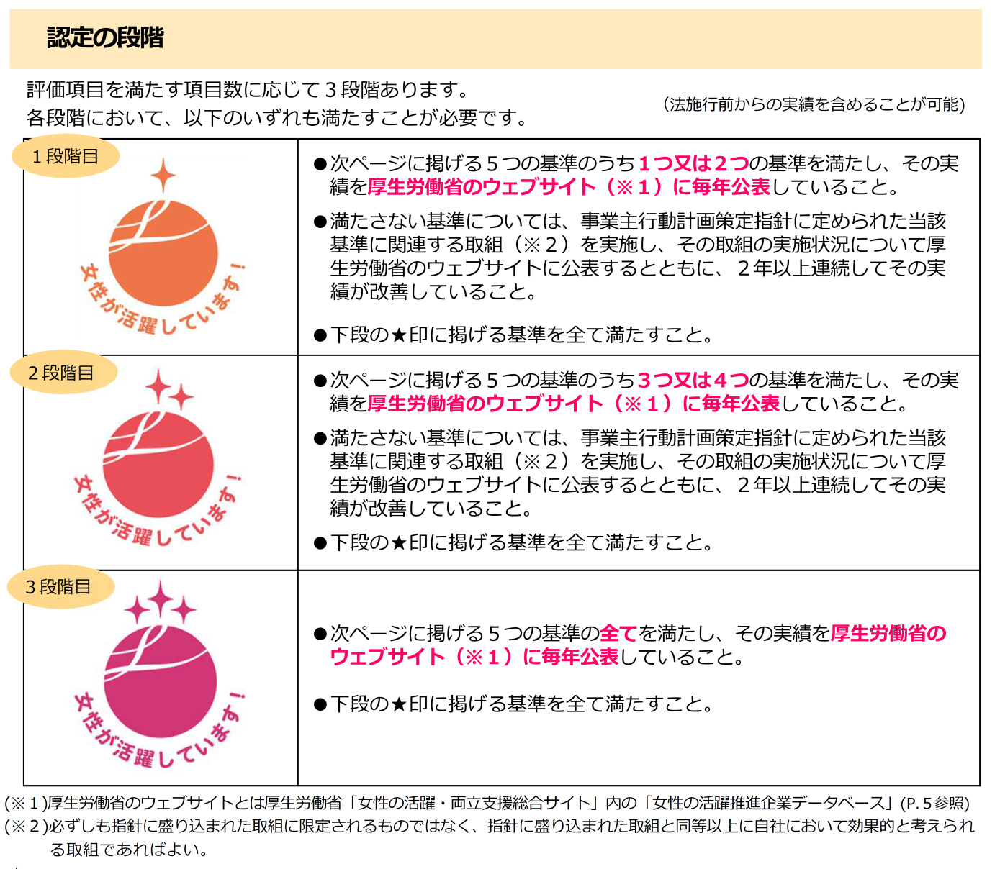 認定の段階
評価項目を満たす項目数に応じて３段階あります。
各段階において、以下のいずれも満たすことが必要です。
（法施行前からの実績を含めることが可能)
１段階目
女性が活躍しています！
●次ページに掲げる５つの基準のうち１つ又は２つの基準を満たし、その実
績を厚生労働省のウェブサイト（※１）に毎年公表していること。
●満たさない基準については、事業主行動計画策定指針に定められた当該
基準に関連する取組（※２）を実施し、その取組の実施状況について厚
生労働省のウェブサイトに公表するとともに、２年以上連続してその実
績が改善していること。
●下段の★印に掲げる基準を全て満たすこと。
２段階目
女性が活躍しています！
●次ページに掲げる５つの基準のうち３つ又は４つの基準を満たし、その実
績を厚生労働省のウェブサイト（※１）に毎年公表していること。
●満たさない基準については、事業主行動計画策定指針に定められた当該
基準に関連する取組（※２）を実施し、その取組の実施状況について厚
生労働省のウェブサイトに公表するとともに、２年以上連続してその実
績が改善していること。
●下段の★印に掲げる基準を全て満たすこと。
３段階目
女性が活躍しています！
●次ページに掲げる５つの基準の全てを満たし、その実績を厚生労働省の
ウェブサイト（※１）に毎年公表していること。
●下段の★印に掲げる基準を全て満たすこと。
(※１)厚生労働省のウェブサイトとは厚生労働省「女性の活躍・両立支援総合サイト」内の「女性の活躍推進企業データベース」(P.５参照)
(※２)必ずしも指針に盛り込まれた取組に限定されるものではなく、指針に盛り込まれた取組と同等以上に自社において効果的と考えられ
る取組であればよい。